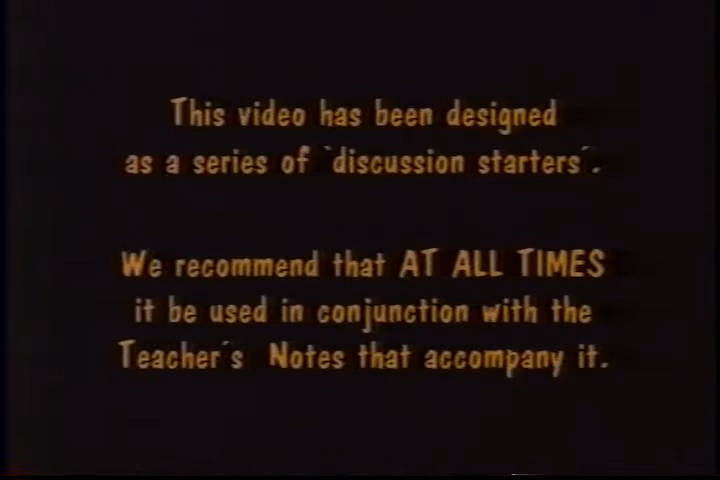 This video has been designed
as a series of `discussion starters´.
We recommend that AT ALL TIMES
it be used in conjunction with the
Teacher´s Notes that accompany it.